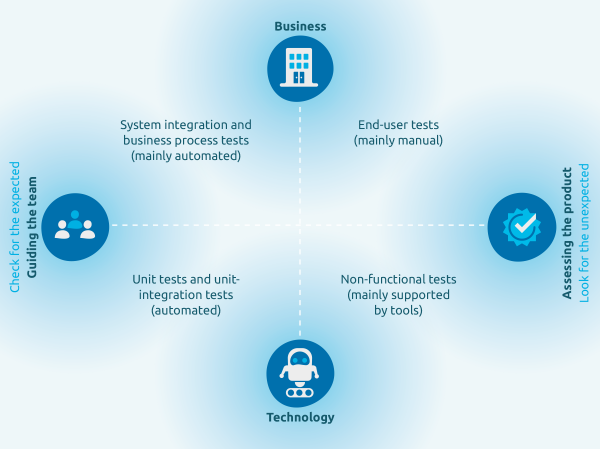 Business
System integration and
business process tests
(mainly automated)
End-user tests
(mainly manual)
Check for the expected
Guiding the team
Assessing the product
Look for the unexpected
Unit tests and unit-
integration tests
(automated)
Non-functional tests
(mainly supported
by tools)
Technology